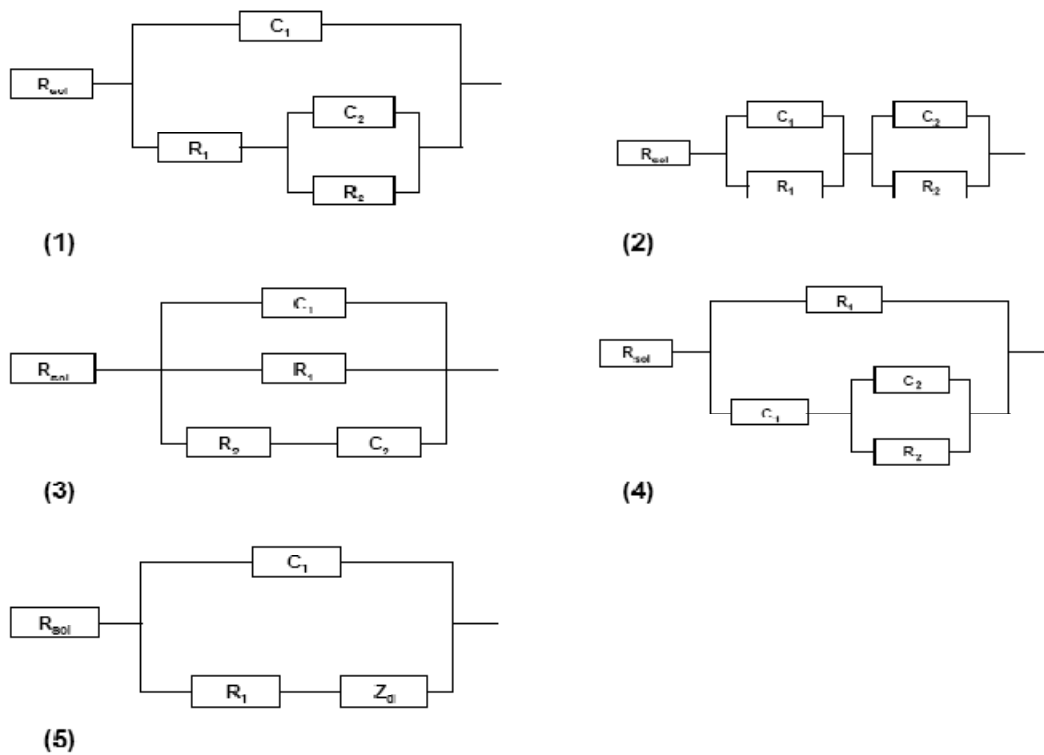 C₁
Rsol
C₂
R₁
R₂
(1)
C₁
C₂
Rsol
R₁
R₂
(2)
C₁
Rsol
R₁
R₂
C₂
(3)
R₁
Rsol
C₂
C₁
R₂
(4)
C₁
Rsol
R₁
(5)